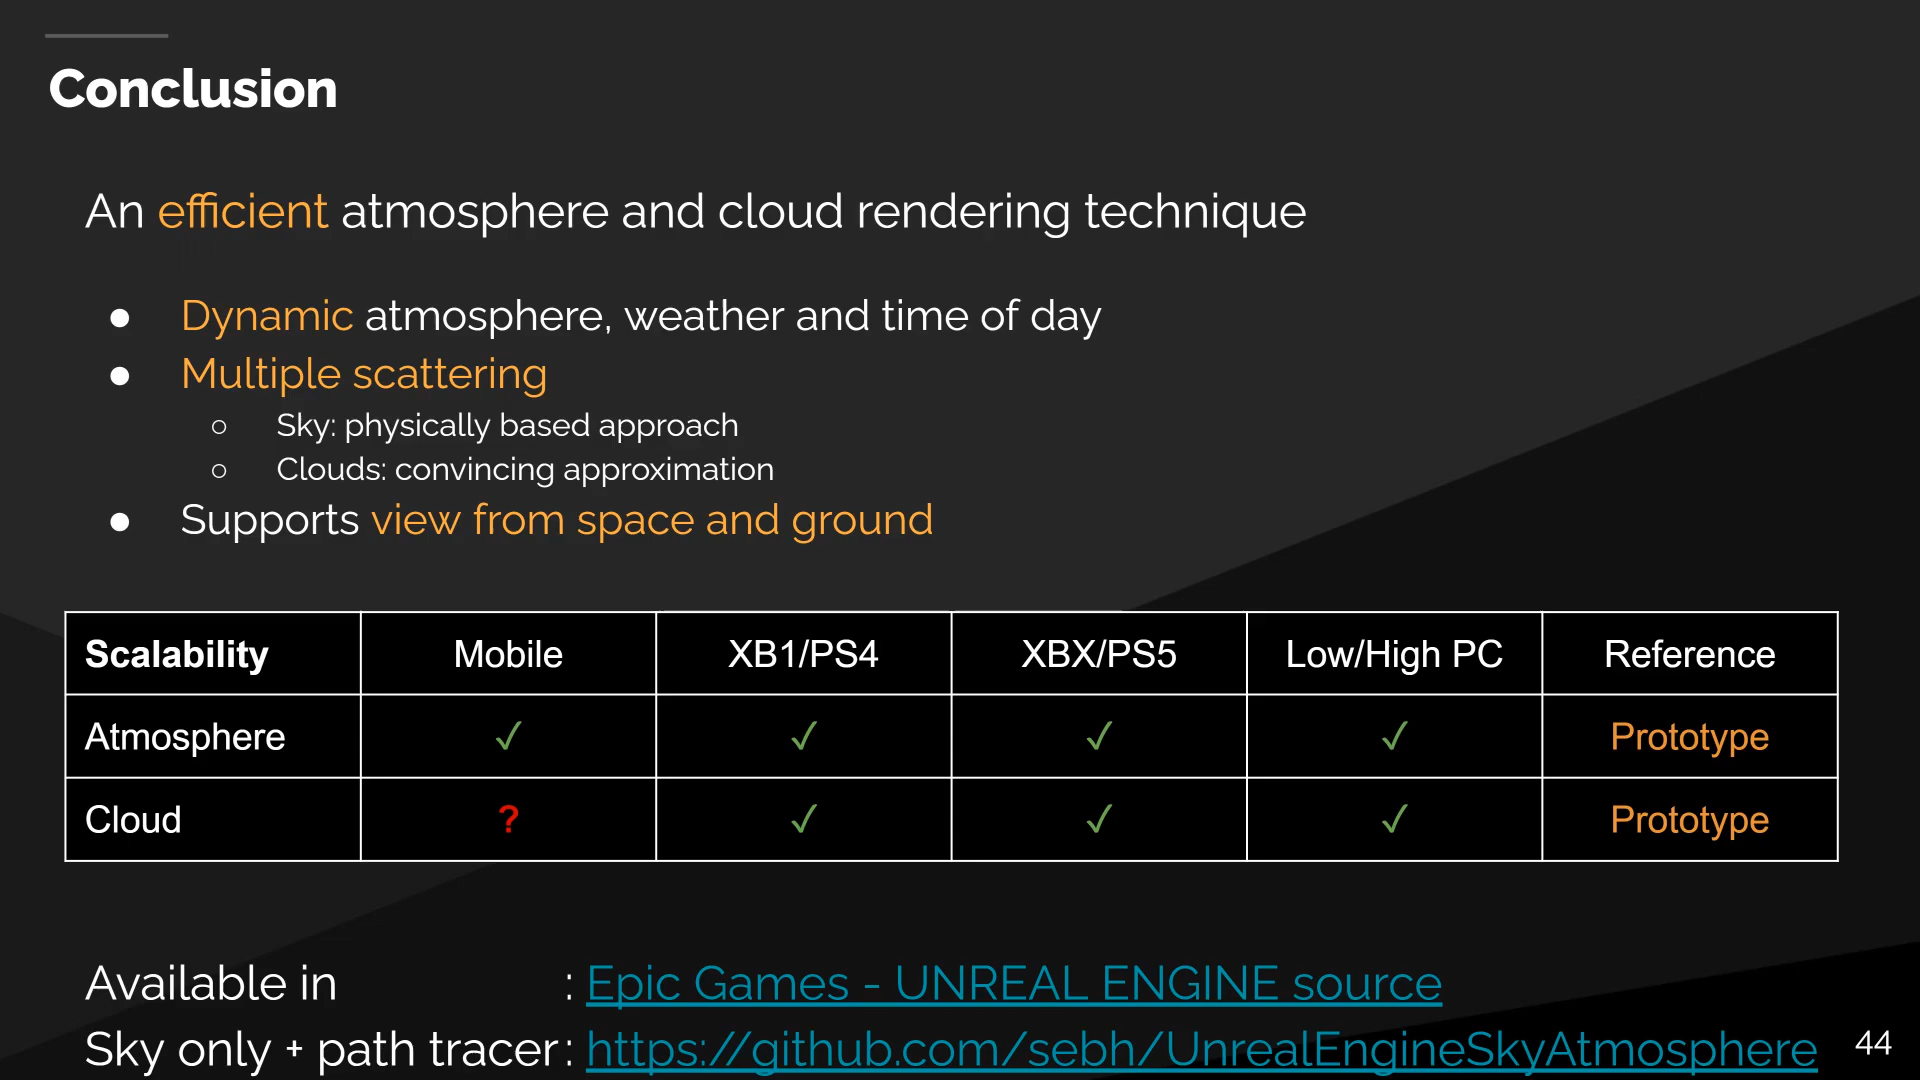 Conclusion
An efficient atmosphere and cloud rendering technique
● Dynamic atmosphere, weather and time of day
● Multiple scattering
○ Sky: physically based approach
○ Clouds: convincing approximation
● Supports view from space and ground
Scalability Mobile XB1/PS4 XBX/PS5 Low/High PC Reference
Atmosphere ✓ ✓ ✓ ✓ Prototype
Cloud ? ✓ ✓ ✓ Prototype
Available in : Epic Games - UNREAL ENGINE source
Sky only + path tracer : https://github.com/sebh/UnrealEngineSkyAtmosphere
44